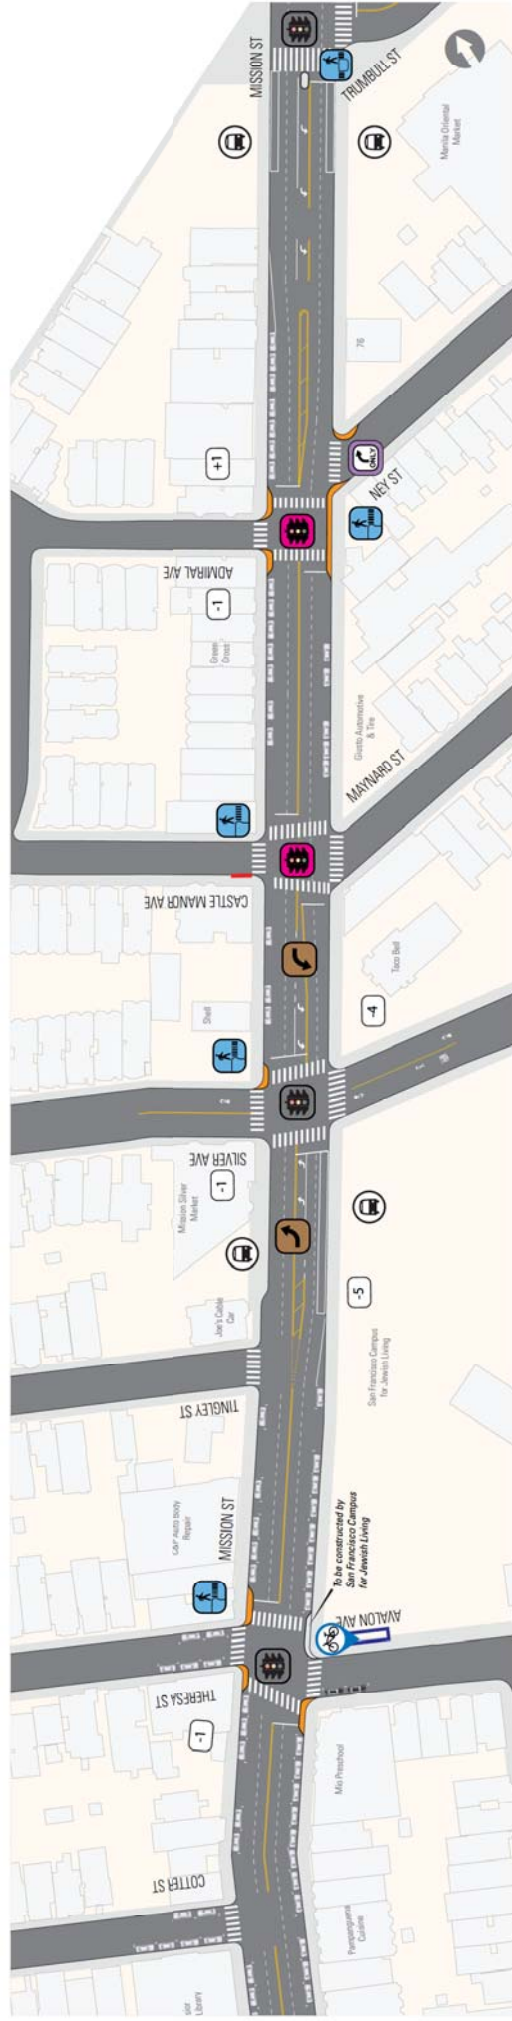 MISSION ST
TRUMBULL ST
Manila Oriental
Market
76
+1
ONLY
NEY ST
ADMIRAL AVE
-1
Green
Cross
Giusto Automotive
& Tire
MAYNARD ST
CASTLE MANOR AVE
Taco Bell
Shell
-4
SILVER AVE
-1
Mission Silver
Market
Joe's Cable
Car
-5
San Francisco Campus
for Jewish Living
TINGLEY ST
MISSION ST
Auto Body
Repair
To be constructed by
San Francisco Campus
for Jewish Living
AVALON AVE
THERESA ST
-1
Mio Preschool
COTTER ST
Pampanguena
Cuisine
Library